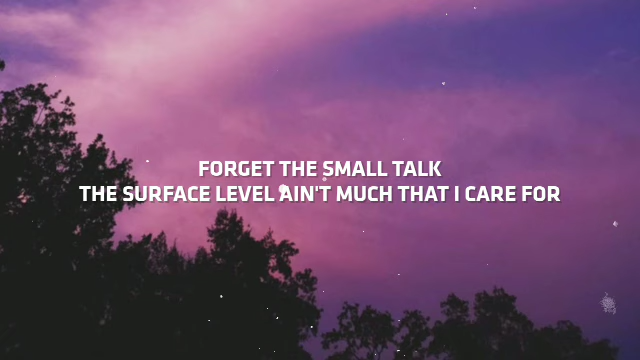 FORGET THE SMALL TALK
THE SURFACE LEVEL AIN'T MUCH THAT I CARE FOR